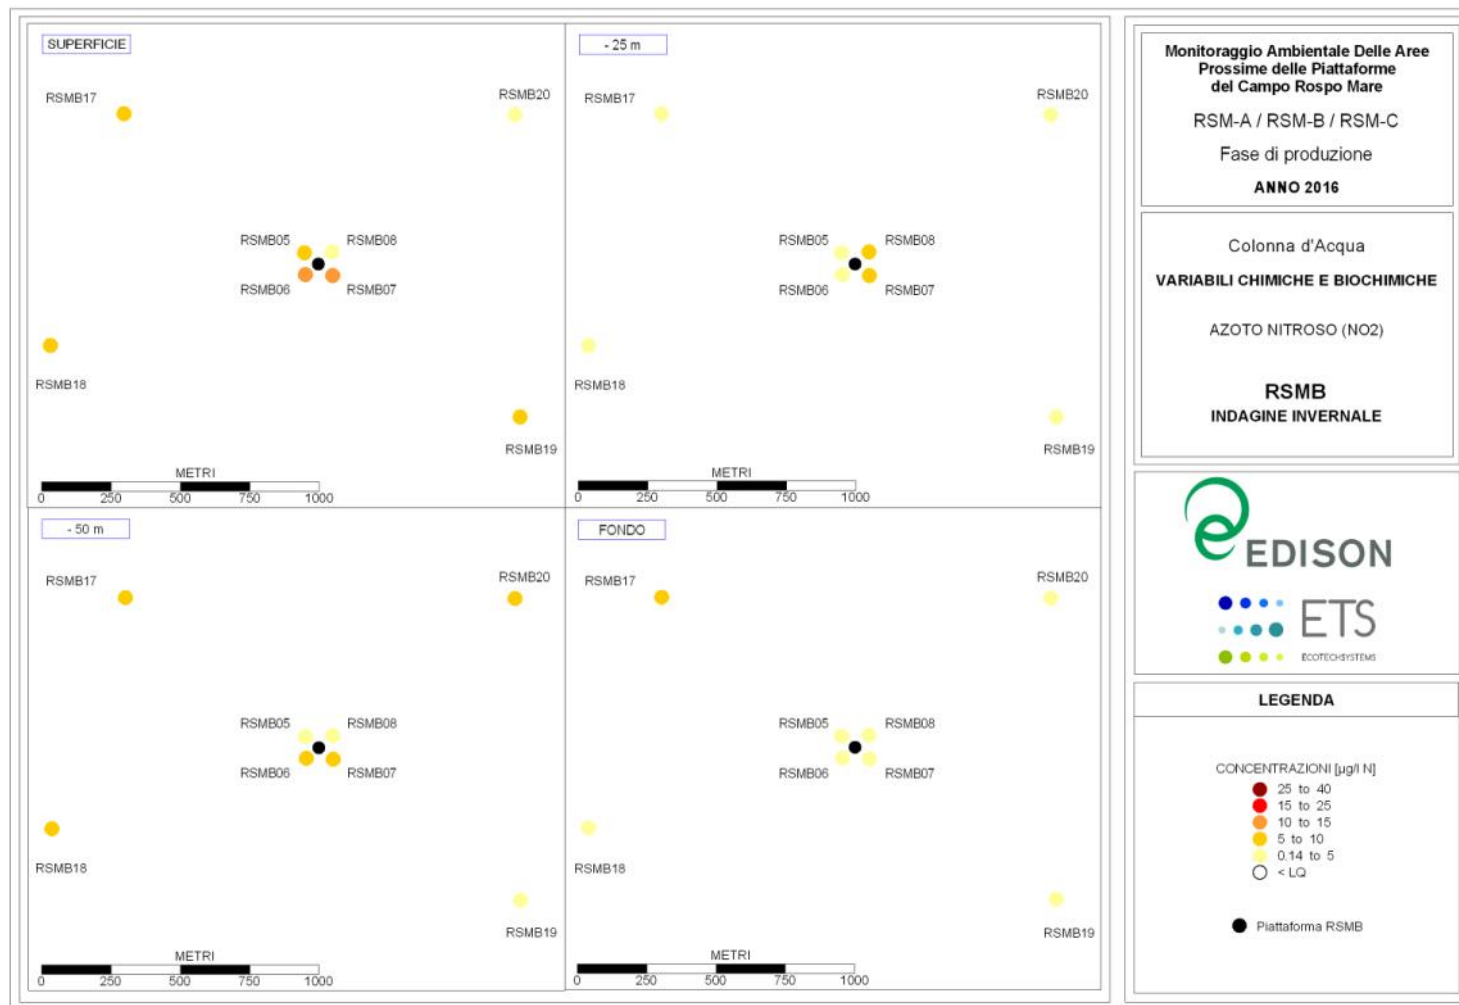 SUPERFICIE
RSMB17
RSMB20
RSMB05
RSMB08
RSMB06
RSMB07
RSMB18
RSMB19
METRI
0 250 500 750 1000
- 25 m
RSMB17
RSMB20
RSMB05
RSMB08
RSMB06
RSMB07
RSMB18
RSMB19
METRI
0 250 500 750 1000
- 50 m
RSMB17
RSMB20
RSMB05
RSMB08
RSMB06
RSMB07
RSMB18
RSMB19
METRI
0 250 500 750 1000
FONDO
RSMB17
RSMB20
RSMB05
RSMB08
RSMB06
RSMB07
RSMB18
RSMB19
METRI
0 250 500 750 1000
Monitoraggio Ambientale Delle Aree
Prossime delle Piattaforme
del Campo Rospo Mare
RSM-A / RSM-B / RSM-C
Fase di produzione
ANNO 2016
Colonna d'Acqua
VARIABILI CHIMICHE E BIOCHIMICHE
AZOTO NITROSO (NO2)
RSMB
INDAGINE INVERNALE
EDISON
ETS
ECOTECHSYSTEMS
LEGENDA
CONCENTRAZIONI [µg/l N]
25 to 40
15 to 25
10 to 15
5 to 10
0.14 to 5
< LQ
Piattaforma RSMB